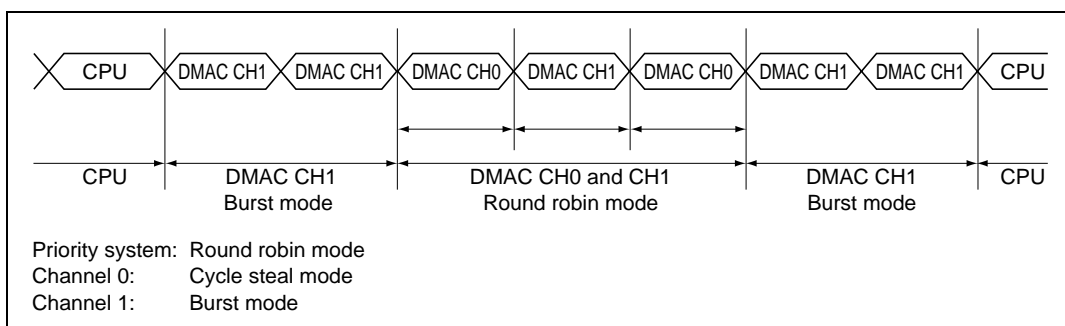 CPU DMAC CH1 DMAC CH1 DMAC CH0 DMAC CH1 DMAC CH0 DMAC CH1 DMAC CH1 CPU
CPU DMAC CH1 DMAC CH0 and CH1 DMAC CH1 CPU
Burst mode Round robin mode Burst mode
Priority system: Round robin mode
Channel 0: Cycle steal mode
Channel 1: Burst mode